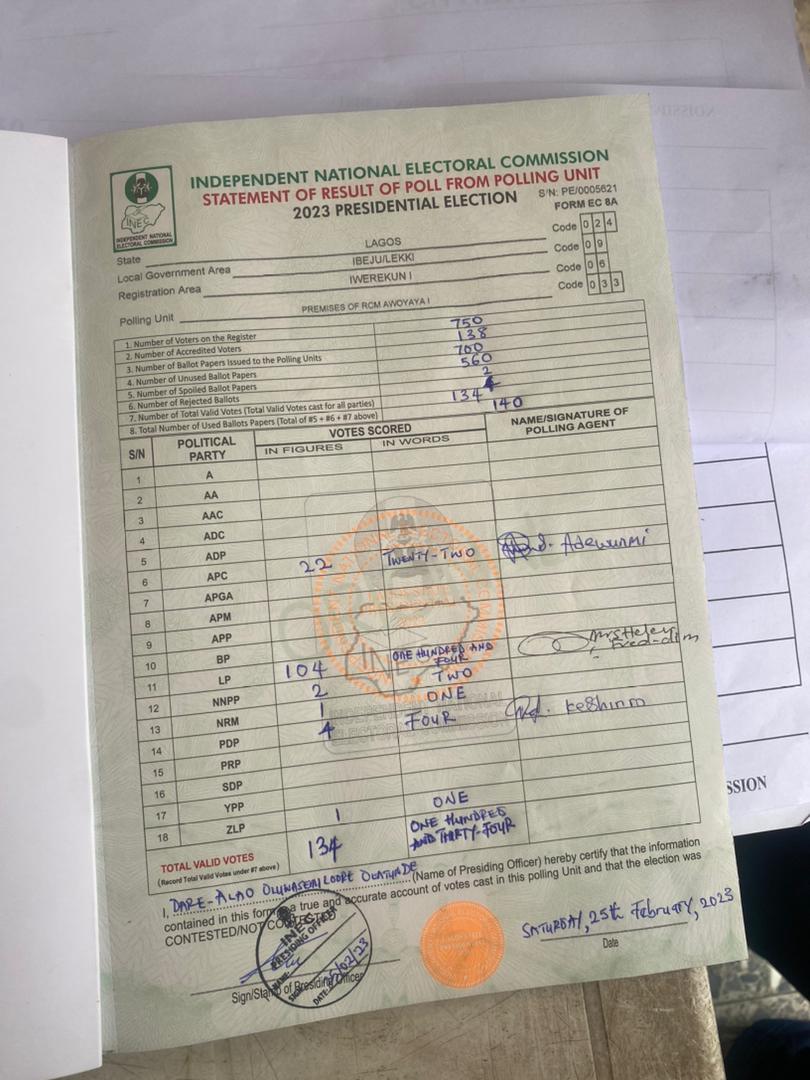 INDEPENDENT NATIONAL ELECTORAL COMMISSION
STATEMENT OF RESULT OF POLL FROM POLLING UNIT
2023 PRESIDENTIAL ELECTION
S/N: PE/0005621
FORM EC 8A
INEC
INDEPENDENT NATIONAL ELECTORAL COMMISSION
State LAGOS Code 0 2 4
Local Government Area IBEJU/LEKKI Code 0 9
Registration Area IWEREKUN I Code 0 6
Polling Unit PREMISES OF RCM AWOYAYA I Code 0 3 3
1. Number of Voters on the Register 750
2. Number of Accredited Voters 138
3. Number of Ballot Papers Issued to the Polling Units 700
4. Number of Unused Ballot Papers 560
5. Number of Spoiled Ballot Papers 2
6. Number of Rejected Ballots 4
7. Number of Total Valid Votes (Total Valid Votes cast for all parties) 134
8. Total Number of Used Ballots Papers (Total of #5 + #6 + #7 above) 140
S/N POLITICAL PARTY VOTES SCORED NAME/SIGNATURE OF POLLING AGENT
IN FIGURES IN WORDS
1 A
2 AA
3 AAC
4 ADC
5 ADP
6 APC 22 TWENTY-TWO Adewunmi
7 APGA
8 APM
9 APP
10 BP
11 LP 104 ONE HUNDRED AND FOUR Mrs Helen
12 NNPP 2 TWO
13 NRM 1 ONE
14 PDP 4 FOUR Keshinro
15 PRP
16 SDP
17 YPP
18 ZLP 1 ONE
TOTAL VALID VOTES 134 ONE HUNDRED AND THIRTY-FOUR
(Record Total Valid Votes under #7 above)
I, DARE-ALAO OLUWASEMILOORE OLATUNDE (Name of Presiding Officer) hereby certify that the information
contained in this form is a true and accurate account of votes cast in this polling Unit and that the election was
CONTESTED/NOT CONTESTED
INEC
PRESIDING OFFICER
NAME:
SIGN:
DATE: 25/02/23
Sign/Stamp of Presiding Officer
SATURDAY, 25th February, 2023
Date
SSION